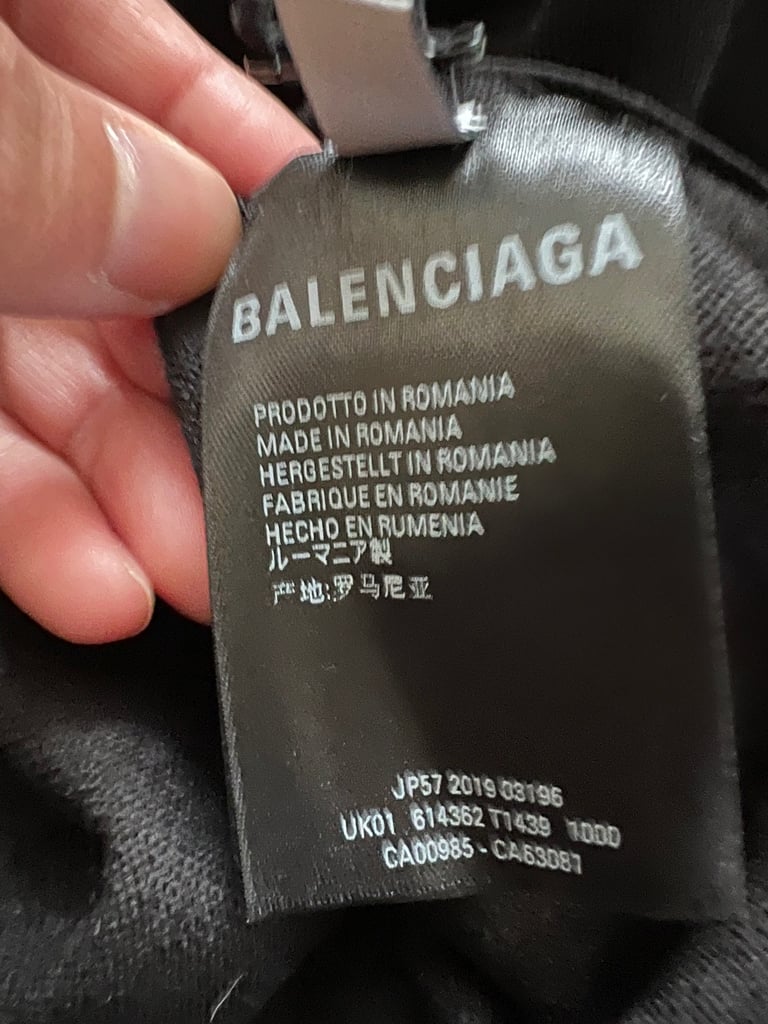 BALENCIAGA
PRODOTTO IN ROMANIA
MADE IN ROMANIA
HERGESTELLT IN ROMANIA
FABRIQUE EN ROMANIE
HECHO EN RUMENIA
ルーマニア製
产地:罗马尼亚
JP57 2019 03196
UK01 614362 T1439 1000
CA00985 - CA63081